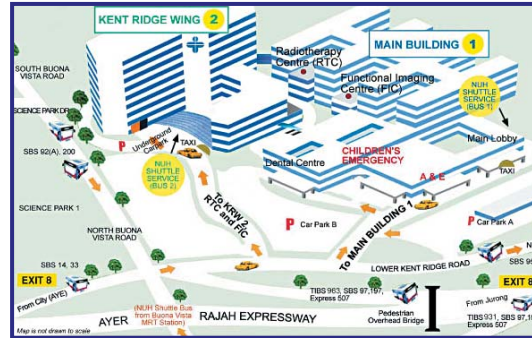 KENT RIDGE WING 2
MAIN BUILDING 1
Radiotherapy
Centre (RTC)
Functional Imaging
Centre (FIC)
SOUTH BUONA
VISTA ROAD
NUH
SHUTTLE
SERVICE
(BUS 1)
SCIENCE PARK DR
P
Underground
Carpark
TAXI
Main Lobby
SBS 92(A), 200
NUH
SHUTTLE
SERVICE
(BUS 2)
Dental Centre
CHILDREN'S
EMERGENCY
A & E
TAXI
SCIENCE PARK 1
To KRW 2,
RTC and FIC
P Car Park B
To MAIN BUILDING 1
P
Car Park A
NORTH BUONA
VISTA ROAD
SBS 14, 33
LOWER KENT RIDGE ROAD
SBS 95
EXIT 8
EXIT 8
From City (AYE)
TIBS 963, SBS 97,197,
Express 507
From Jurong
(NUH Shuttle Bus
from Buona Vista
MRT Station)
Pedestrian
Overhead Bridge
TIBS 931, SBS 97,
Express 507
AYER RAJAH EXPRESSWAY
Map is not drawn to scale